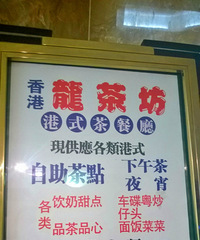 香港 龍茶坊
港式茶餐廳
現供應各類港式
自助茶點 下午茶
夜宵
各類 饮品 奶茶 甜品 点心
车仔面 碟头饭 粤菜 炒菜